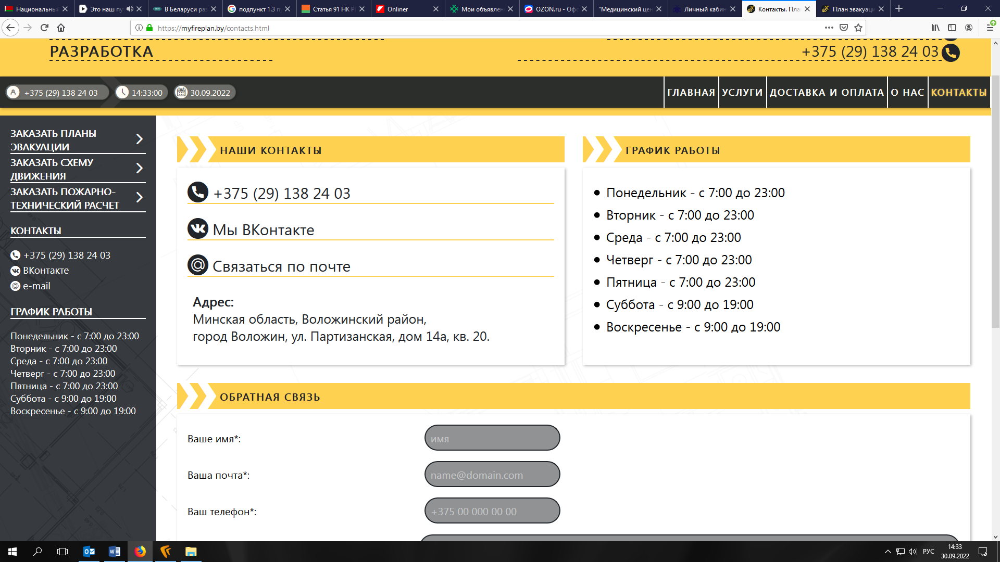 Национальный
Это наш пу
В Беларуси раз
подпункт 1.3 п
Статья 91 НК Р
Onliner
Мои объявлен
OZON.ru - Офи
"Медицинский цен
Личный кабин
Контакты. Пла
План эвакуаци
https://myfireplan.by/contacts.html
РАЗРАБОТКА
+375 (29) 138 24 03
+375 (29) 138 24 03
14:33:00
30.09.2022
ГЛАВНАЯ
УСЛУГИ
ДОСТАВКА И ОПЛАТА
О НАС
КОНТАКТЫ
ЗАКАЗАТЬ ПЛАНЫ
ЭВАКУАЦИИ
ЗАКАЗАТЬ СХЕМУ
ДВИЖЕНИЯ
ЗАКАЗАТЬ ПОЖАРНО-
ТЕХНИЧЕСКИЙ РАСЧЕТ
КОНТАКТЫ
+375 (29) 138 24 03
ВКонтакте
e-mail
ГРАФИК РАБОТЫ
Понедельник - с 7:00 до 23:00
Вторник - с 7:00 до 23:00
Среда - с 7:00 до 23:00
Четверг - с 7:00 до 23:00
Пятница - с 7:00 до 23:00
Суббота - с 9:00 до 19:00
Воскресенье - с 9:00 до 19:00
НАШИ КОНТАКТЫ
+375 (29) 138 24 03
Мы ВКонтакте
Связаться по почте
Адрес:
Минская область, Воложинский район,
город Воложин, ул. Партизанская, дом 14а, кв. 20.
ГРАФИК РАБОТЫ
Понедельник - с 7:00 до 23:00
Вторник - с 7:00 до 23:00
Среда - с 7:00 до 23:00
Четверг - с 7:00 до 23:00
Пятница - с 7:00 до 23:00
Суббота - с 9:00 до 19:00
Воскресенье - с 9:00 до 19:00
ОБРАТНАЯ СВЯЗЬ
Ваше имя*:
имя
Ваша почта*:
name@domain.com
Ваш телефон*:
+375 00 000 00 00
РУС
14:33
30.09.2022